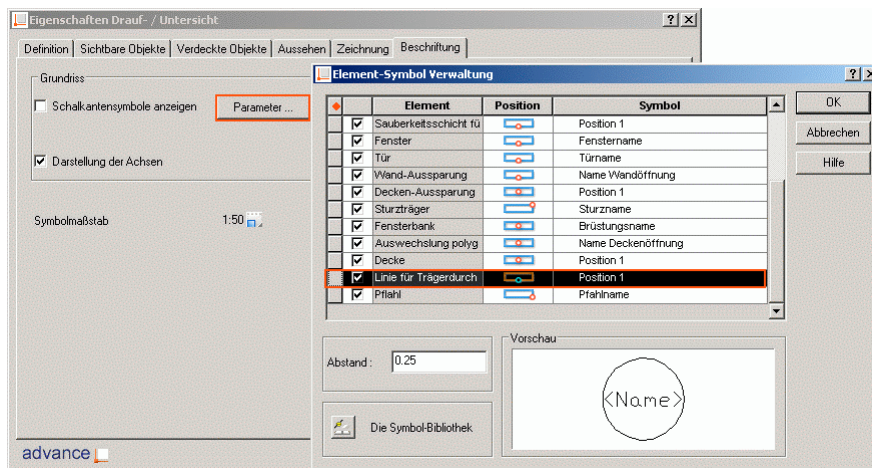 Eigenschaften Drauf- / Untersicht
Definition Sichtbare Objekte Verdeckte Objekte Aussehen Zeichnung Beschriftung
Grundriss
Schalkantensymbole anzeigen
Parameter ...
Darstellung der Achsen
Symbolmaßstab
1:50
advance
Element-Symbol Verwaltung
Element Position Symbol
Sauberkeitsschicht fü Position 1
Fenster Fenstername
Tür Türname
Wand-Aussparung Name Wandöffnung
Decken-Aussparung Position 1
Sturzträger Sturzname
Fensterbank Brüstungsname
Auswechslung polyg Name Deckenöffnung
Decke Position 1
Linie für Trägerdurch Position 1
Pflahl Pfahlname
OK
Abbrechen
Hilfe
Abstand :
0.25
Die Symbol-Bibliothek
Vorschau
<Name>